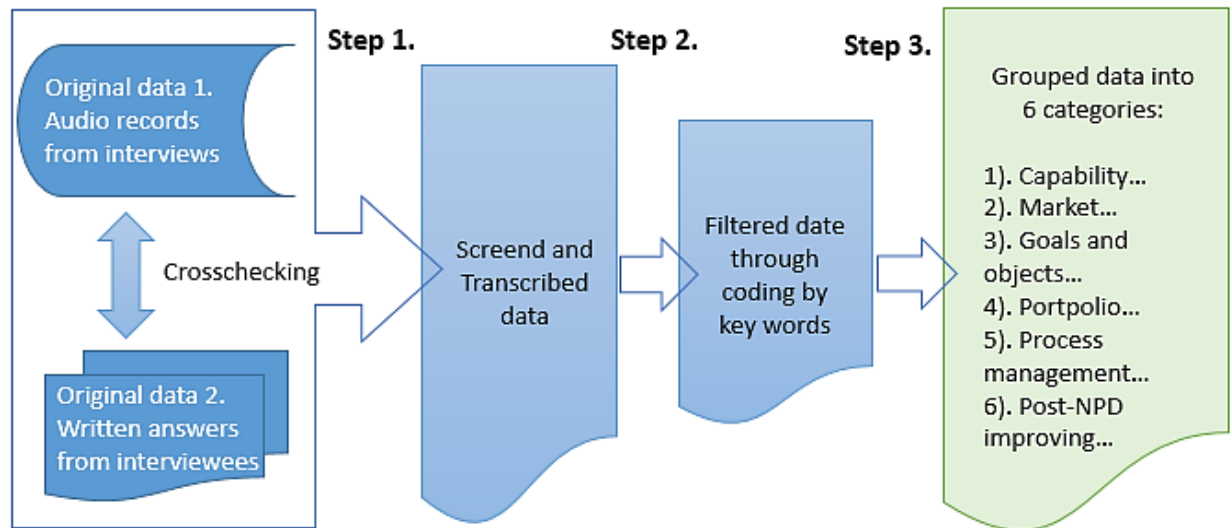 Original data 1.
Audio records
from interviews
Crosschecking
Original data 2.
Written answers
from interviewees
Step 1.
Screend and
Transcribed
data
Step 2.
Filtered date
through
coding by
key words
Step 3.
Grouped data into
6 categories:
1). Capability...
2). Market...
3). Goals and
objects...
4). Portpolio...
5). Process
management...
6). Post-NPD
improving...